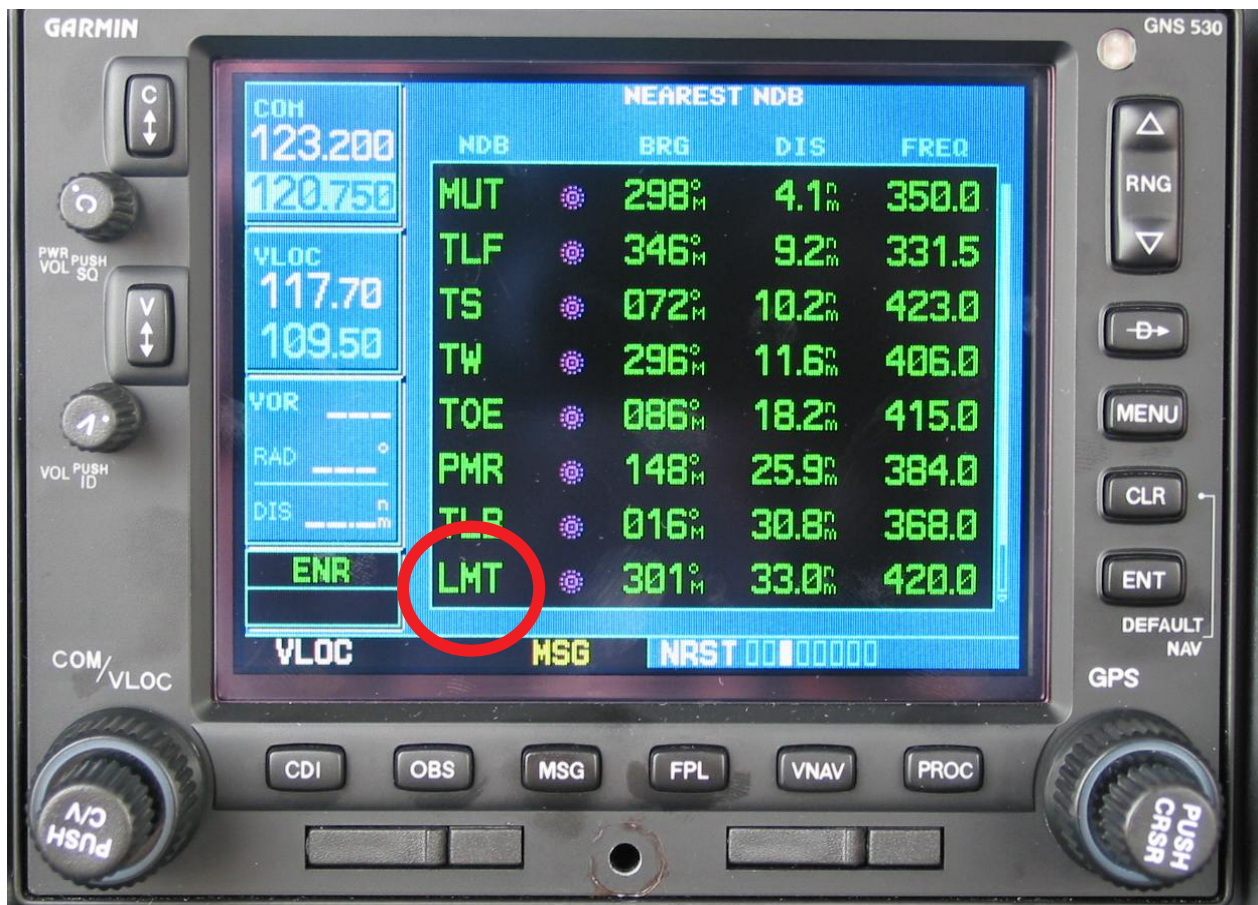 GARMIN
GNS 530
C
PWR PUSH
VOL SQ
V
VOL PUSH
ID
COM
123.200
120.750
VLOC
117.70
109.50
VOR ___
RAD ___°
DIS __._nm
ENR
NEAREST NDB
NDB BRG DIS FREQ
MUT 298°M 4.1nm 350.0
TLF 346°M 9.2nm 331.5
TS 072°M 10.2nm 423.0
TW 296°M 11.6nm 406.0
TOE 086°M 18.2nm 415.0
PMR 148°M 25.9nm 384.0
TLB 016°M 30.8nm 368.0
LMT 301°M 33.0nm 420.0
VLOC MSG NRST
RNG
D
MENU
CLR
ENT
DEFAULT
NAV
COM/VLOC
GPS
CDI OBS MSG FPL VNAV PROC
PUSH
C/V
PUSH
CRSR